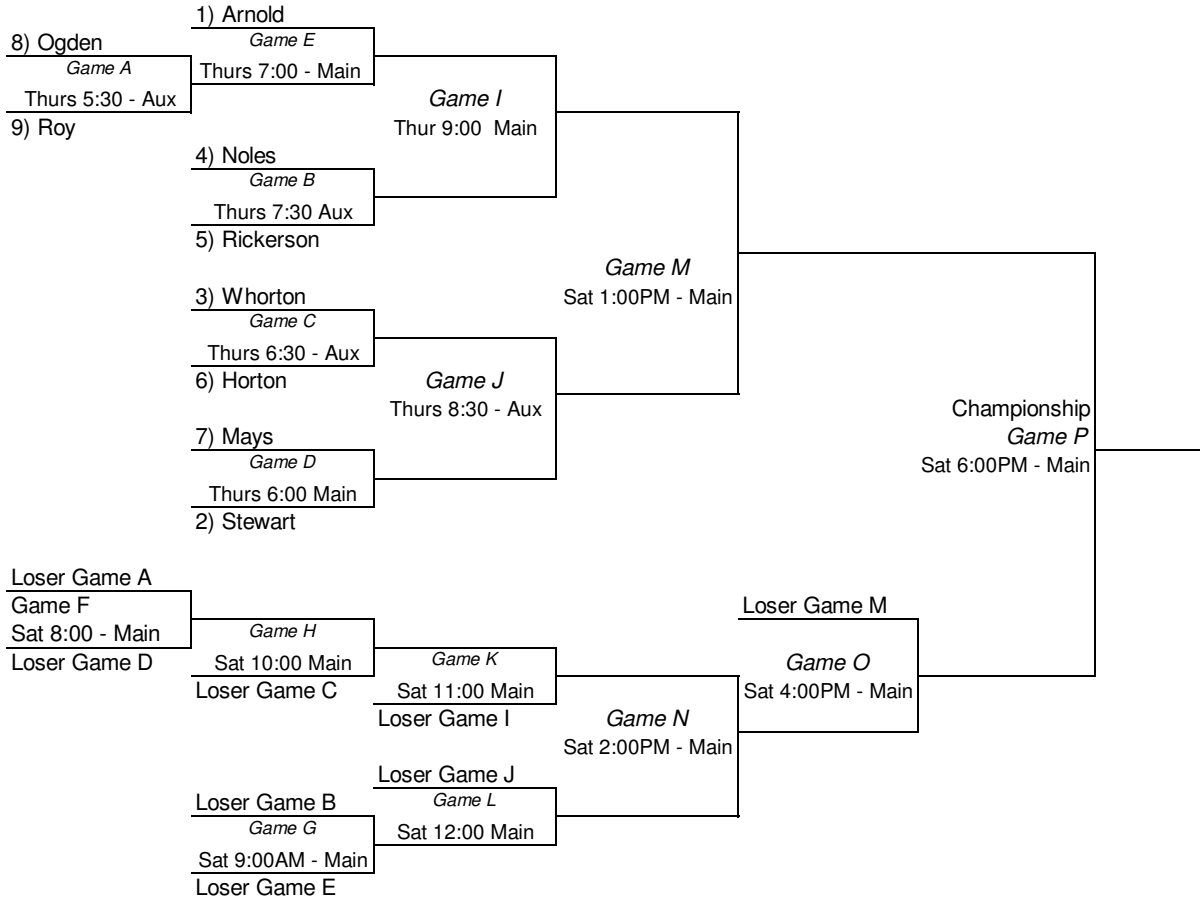 1) Arnold
8) Ogden
Game E
Game A
Thurs 7:00 - Main
Thurs 5:30 - Aux
9) Roy
Game I
Thur 9:00  Main
4) Noles
Game B
Thurs 7:30 Aux
5) Rickerson
Game M
Sat 1:00PM - Main
3) Whorton
Game C
Thurs 6:30 - Aux
6) Horton
Game J
Thurs 8:30 - Aux
7) Mays
Game D
Thurs 6:00 Main
2) Stewart
Championship
Game P
Sat 6:00PM - Main
Loser Game A
Game F
Sat 8:00 - Main
Loser Game D
Game H
Sat 10:00 Main
Loser Game C
Game K
Sat 11:00 Main
Loser Game I
Loser Game M
Game O
Sat 4:00PM - Main
Game N
Sat 2:00PM - Main
Loser Game J
Game L
Sat 12:00 Main
Loser Game B
Game G
Sat 9:00AM - Main
Loser Game E